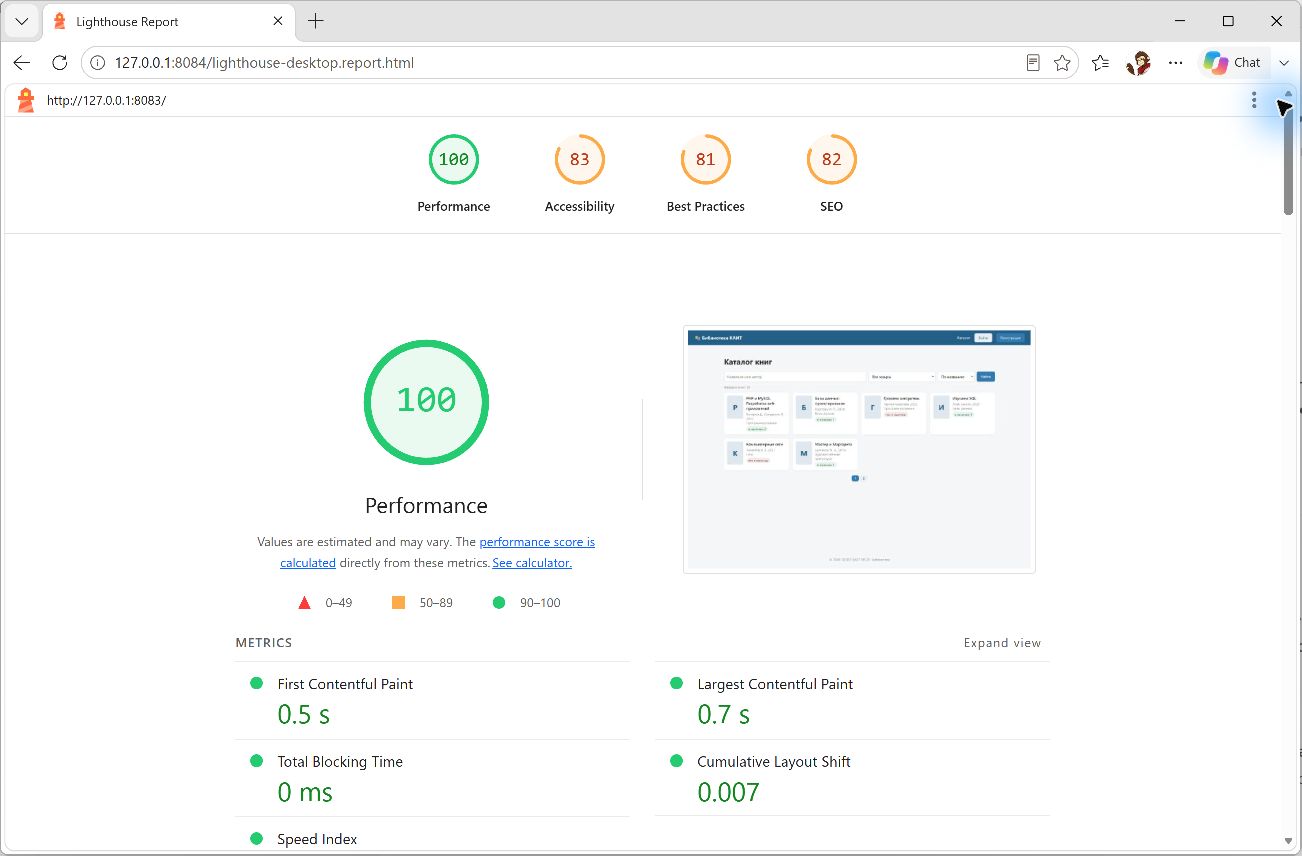 Lighthouse Report
127.0.0.1:8084/lighthouse-desktop.report.html
Chat
http://127.0.0.1:8083/
100
83
81
82
Performance
Accessibility
Best Practices
SEO
100
Performance
Values are estimated and may vary. The performance score is
calculated directly from these metrics. See calculator.
0–49
50–89
90–100
Библиотека КАИТ
Каталог книг
Р
Б
Г
И
К
М
METRICS
Expand view
First Contentful Paint
0.5 s
Largest Contentful Paint
0.7 s
Total Blocking Time
0 ms
Cumulative Layout Shift
0.007
Speed Index